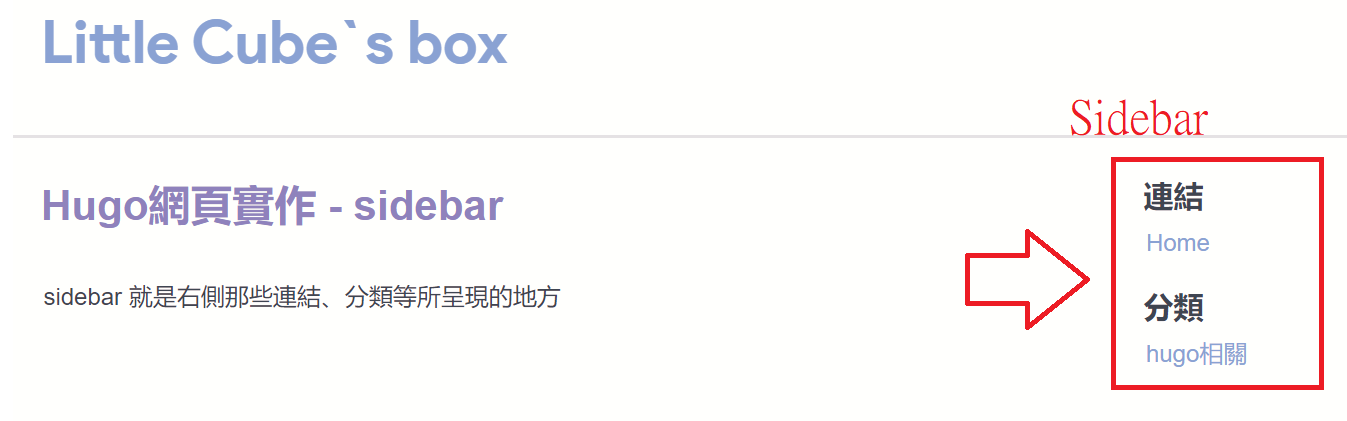 Little Cube`s box
Sidebar
Hugo網頁實作 - sidebar
sidebar 就是右側那些連結、分類等所呈現的地方
連結
Home
分類
hugo相關